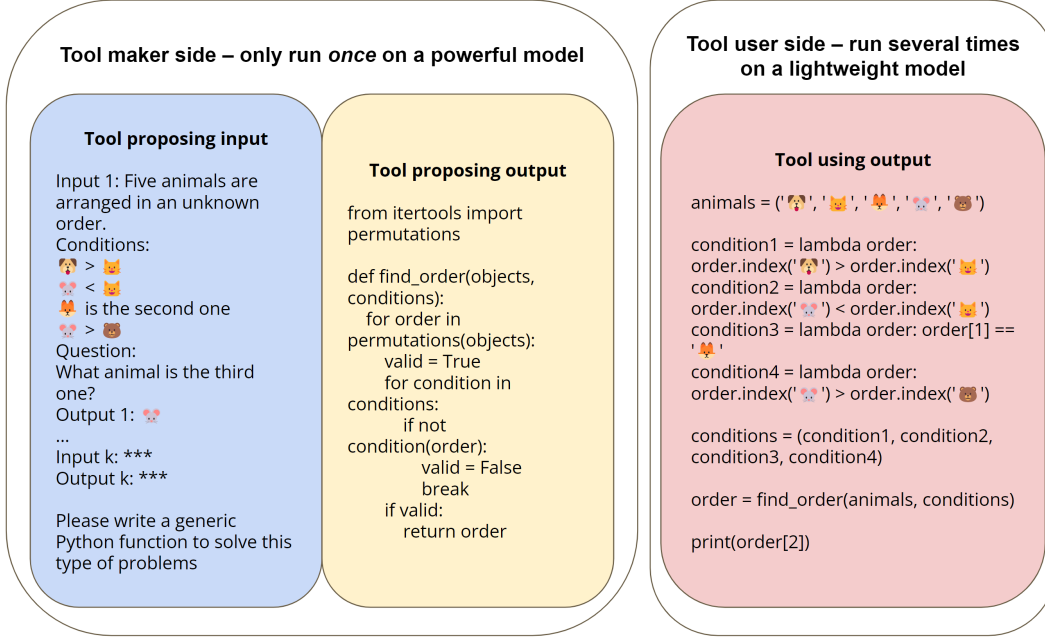 Tool maker side – only run once on a powerful model
Tool proposing input
Input 1: Five animals are
arranged in an unknown
order.
Conditions:
🐶 > 🐱
🐭 < 🐱
🦊 is the second one
🐭 > 🐻
Question:
What animal is the third
one?
Output 1: 🐭
...
Input k: ***
Output k: ***
Please write a generic
Python function to solve this
type of problems
Tool proposing output
from itertools import
permutations
def find_order(objects,
conditions):
for order in
permutations(objects):
valid = True
for condition in
conditions:
if not
condition(order):
valid = False
break
if valid:
return order
Tool user side – run several times
on a lightweight model
Tool using output
animals = ('🐶', '🐱', '🦊', '🐭', '🐻')
condition1 = lambda order:
order.index('🐶') > order.index('🐱')
condition2 = lambda order:
order.index('🐭') < order.index('🐱')
condition3 = lambda order: order[1] ==
'🦊'
condition4 = lambda order:
order.index('🐭') > order.index('🐻')
conditions = (condition1, condition2,
condition3, condition4)
order = find_order(animals, conditions)
print(order[2])